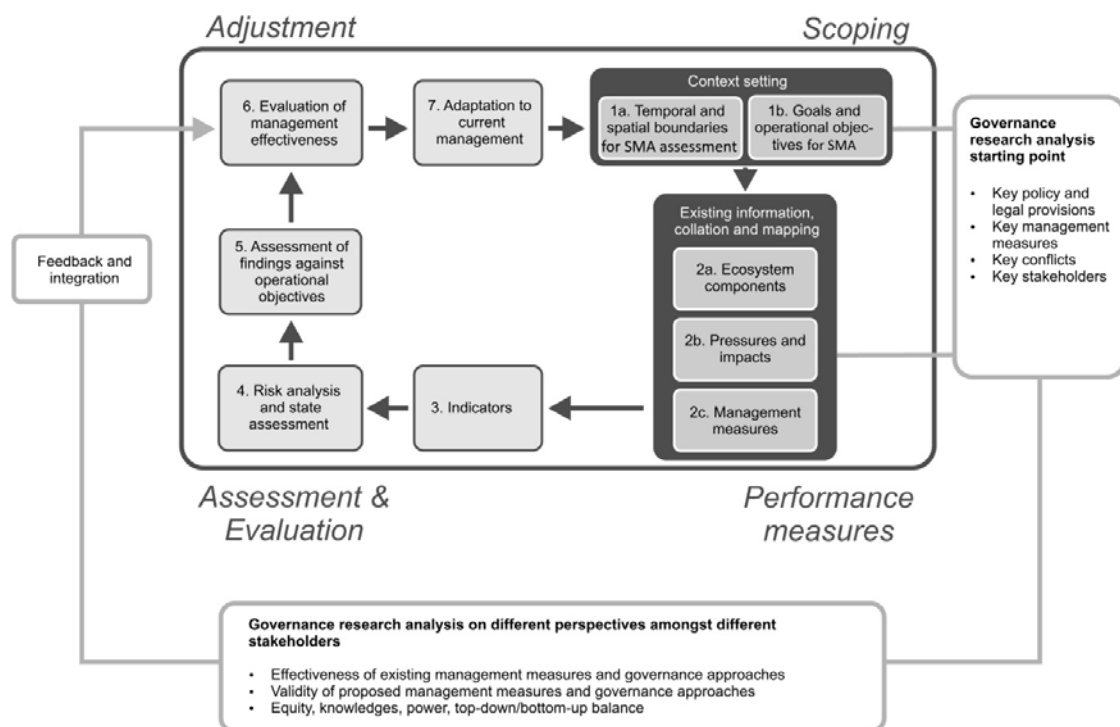 Adjustment
Scoping
6. Evaluation of
management
effectiveness
7. Adaptation to
current
management
Context setting
1a. Temporal and
spatial boundaries
for SMA assessment
1b. Goals and
operational objec-
tives for SMA
Existing information,
collation and mapping
2a. Ecosystem
components
2b. Pressures and
impacts
2c. Management
measures
3. Indicators
4. Risk analysis
and state
assessment
5. Assessment of
findings against
operational
objectives
Feedback and
integration
Governance
research analysis
starting point
• Key policy and
legal provisions
• Key management
measures
• Key conflicts
• Key stakeholders
Assessment &
Evaluation
Performance
measures
Governance research analysis on different perspectives amongst different
stakeholders
• Effectiveness of existing management measures and governance approaches
• Validity of proposed management measures and governance approaches
• Equity, knowledges, power, top-down/bottom-up balance